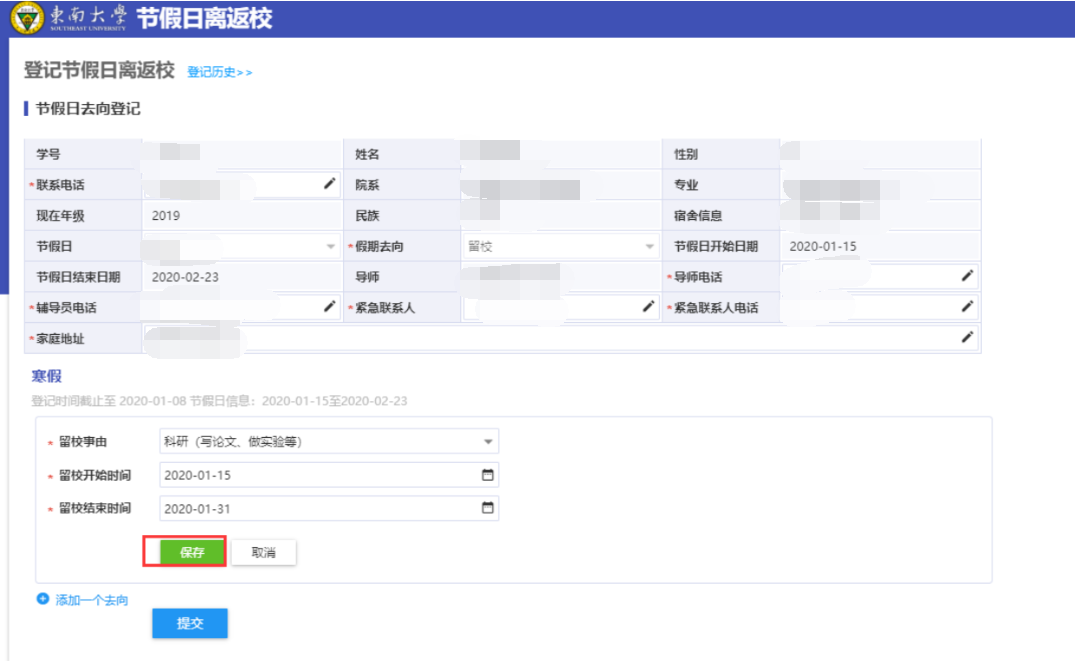 東南大學 节假日离返校
SOUTHEAST UNIVERSITY
登记节假日离返校 登记历史>>
节假日去向登记
学号 姓名 性别
*联系电话 院系 专业
现在年级 2019 民族 宿舍信息
节假日 *假期去向 留校 节假日开始日期 2020-01-15
节假日结束日期 2020-02-23 导师 *导师电话
*辅导员电话 *紧急联系人 *紧急联系人电话
*家庭地址
寒假
登记时间截止至 2020-01-08 节假日信息：2020-01-15至2020-02-23
* 留校事由 科研（写论文、做实验等）
* 留校开始时间 2020-01-15
* 留校结束时间 2020-01-31
保存 取消
添加一个去向
提交